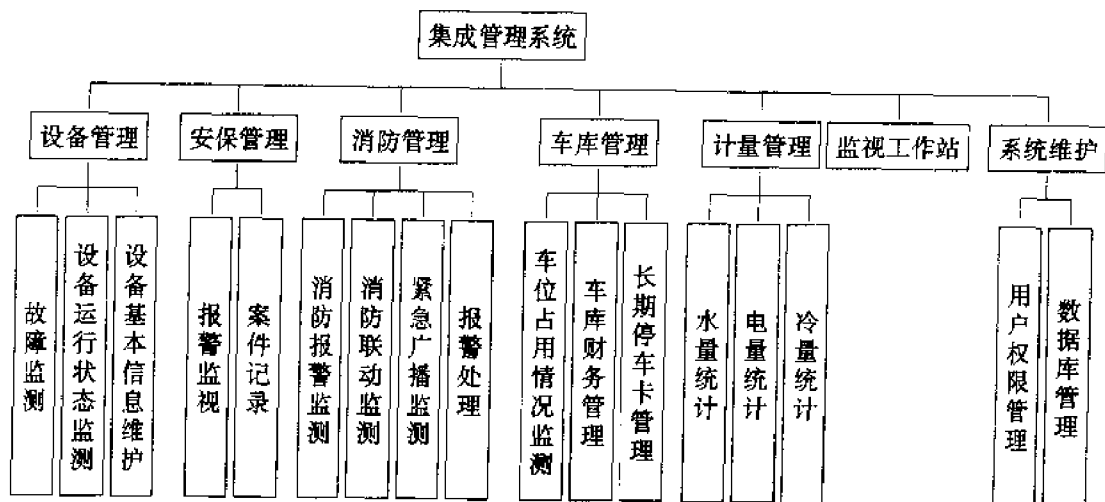 集成管理系统
设备管理
安保管理
消防管理
车库管理
计量管理
监视工作站
系统维护
故障监测
设备运行状态监测
设备基本信息维护
报警监视
案件记录
消防报警监测
消防联动监测
紧急广播监测
报警处理
车位占用情况监测
车库财务管理
长期停车卡管理
水量统计
电量统计
冷量统计
用户权限管理
数据库管理